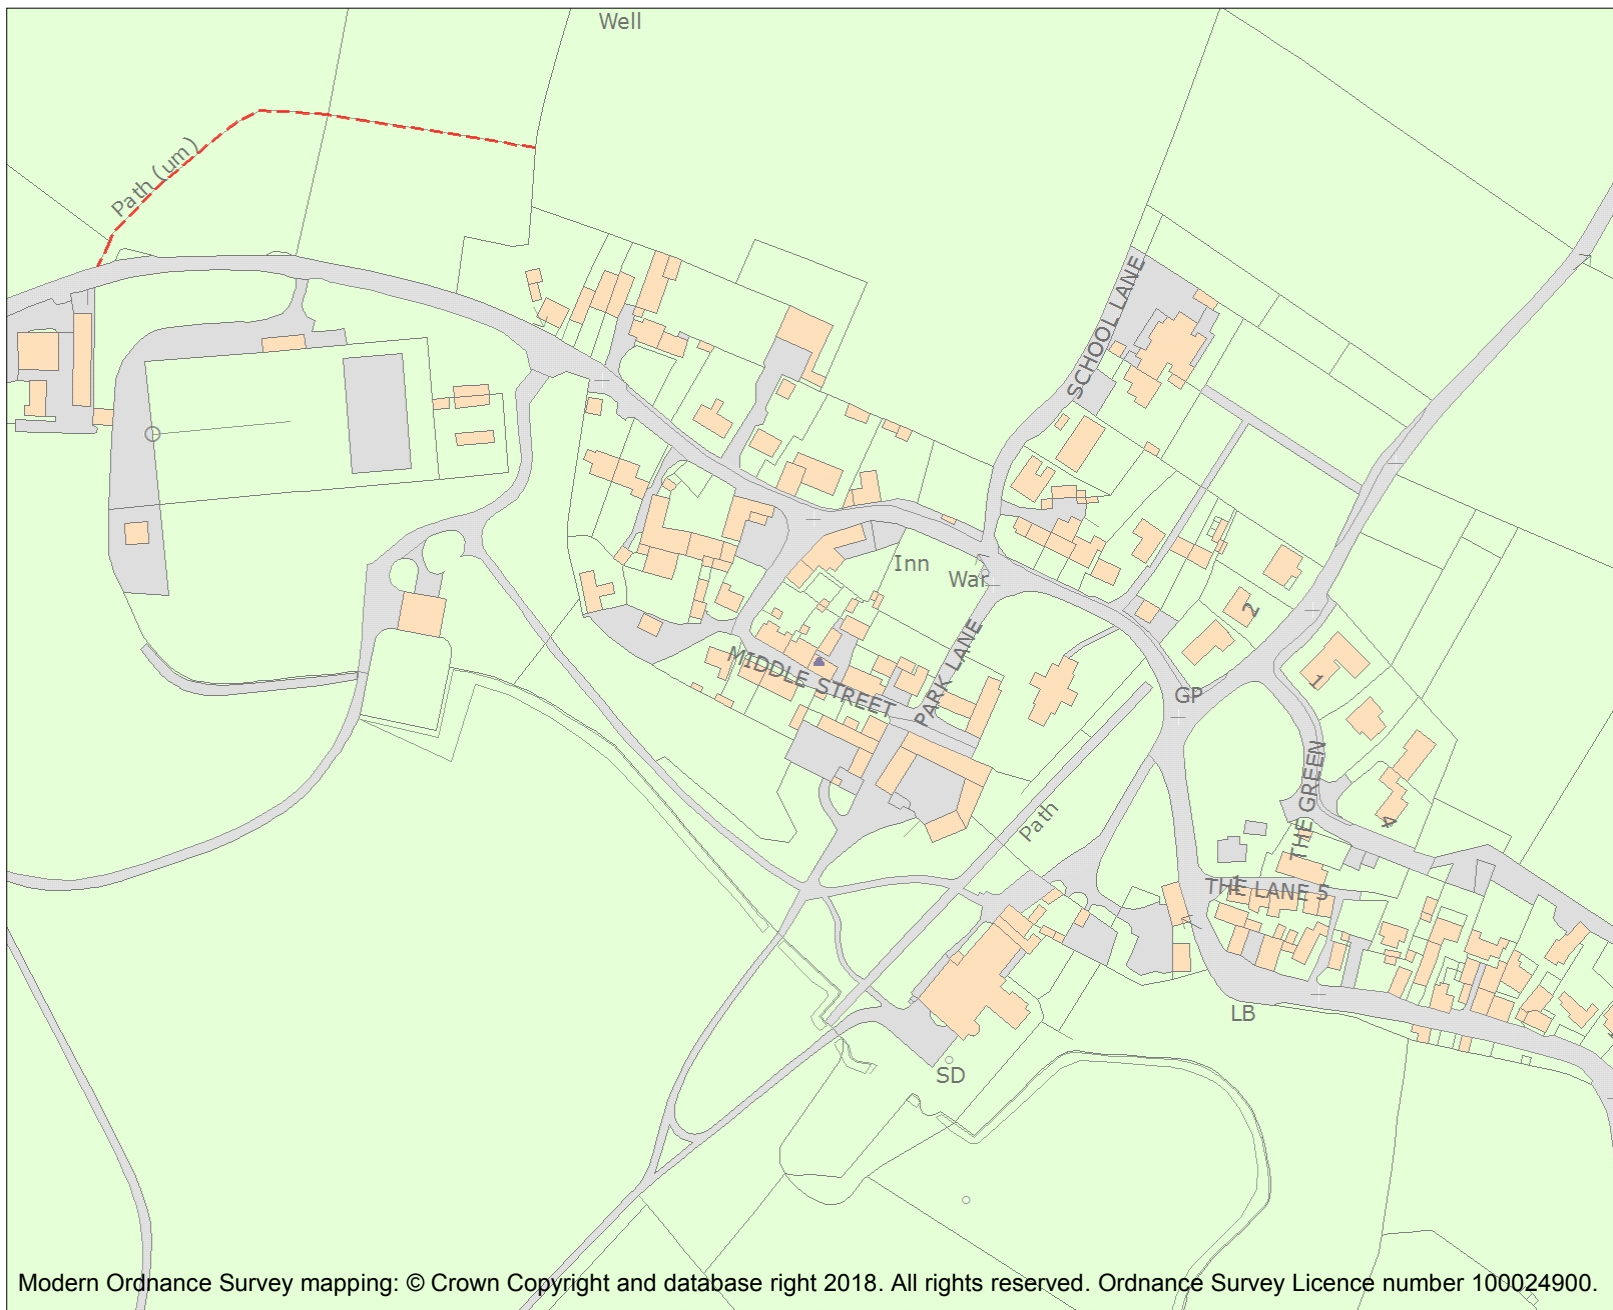 Well
Path (um)
SCHOOL LANE
Inn
War
2
MIDDLE STREET
PARK LANE
1
GP
THE GREEN
4
Path
THE LANE 5
LB
SD
Modern Ordnance Survey mapping: © Crown Copyright and database right 2018. All rights reserved. Ordnance Survey Licence number 100024900.